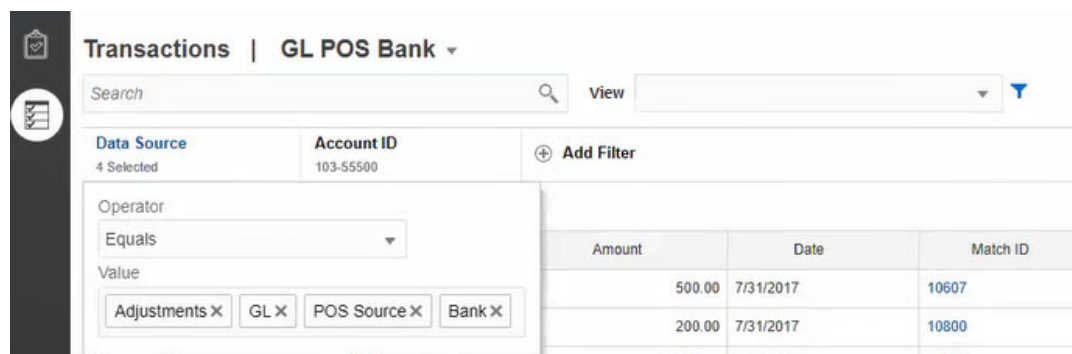 Transactions | GL POS Bank
Search
View
Data Source
4 Selected
Account ID
103-55500
Add Filter
Operator
Equals
Value
Adjustments GL POS Source Bank
Amount Date Match ID
500.00 7/31/2017 10607
200.00 7/31/2017 10800